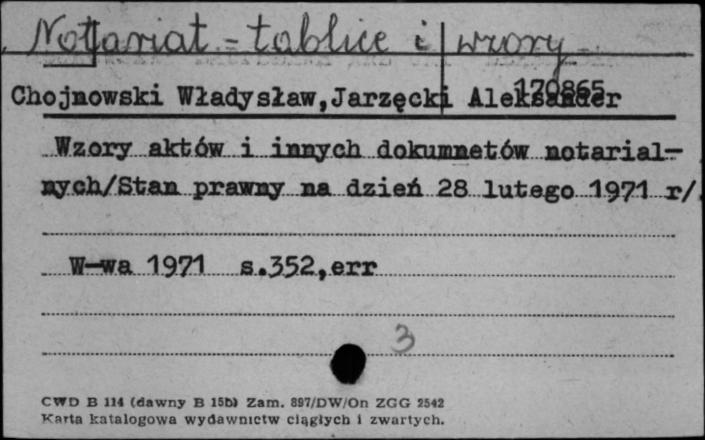 Notariat - tablice i wzory
170865
Chojnowski Władysław,Jarzęcki Aleksander
Wzory aktów i innych dokumnetów notarial-
nych/Stan prawny na dzień 28 lutego 1971 r/.
W-wa 1971 s.352,err
3
CWD B 114 (dawny B 15b) Zam. 897/DW/On ZGG 2542
Karta katalogowa wydawnictw ciągłych i zwartych.